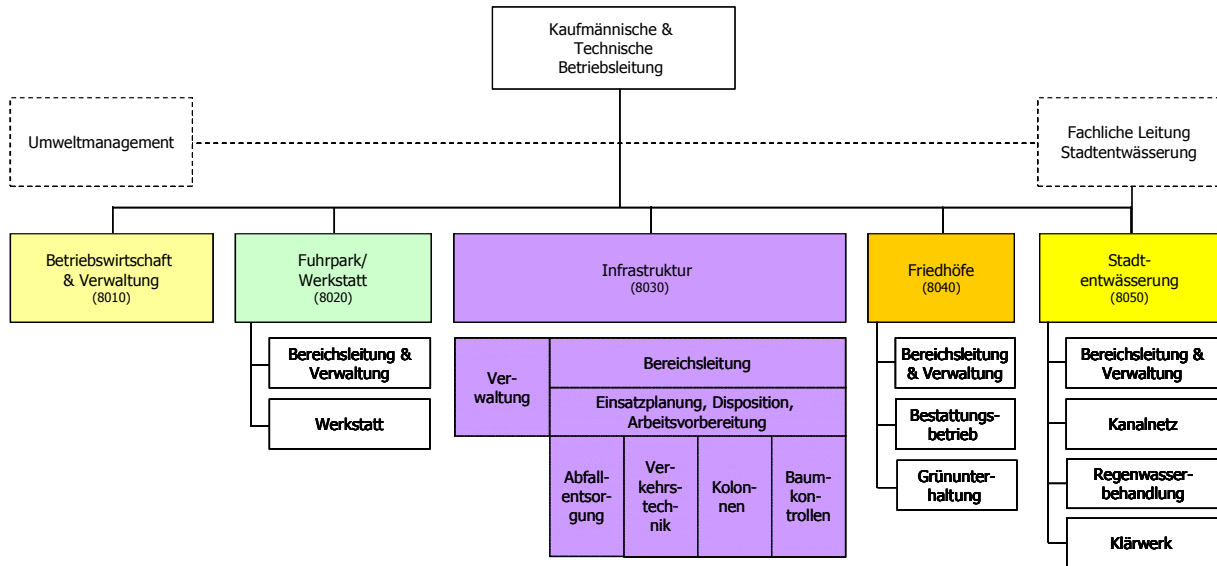 Kaufmännische &
Technische
Betriebsleitung
Umweltmanagement
Fachliche Leitung
Stadtentwässerung
Betriebswirtschaft
& Verwaltung
(8010)
Fuhrpark/
Werkstatt
(8020)
Infrastruktur
(8030)
Friedhöfe
(8040)
Stadt-
entwässerung
(8050)
Bereichsleitung &
Verwaltung
Werkstatt
Ver-
waltung
Bereichsleitung
Einsatzplanung, Disposition,
Arbeitsvorbereitung
Abfall-
entsor-
gung
Ver-
kehrs-
tech-
nik
Kolon-
nen
Baum-
kon-
trollen
Bereichsleitung
& Verwaltung
Bestattungs-
betrieb
Grünunter-
haltung
Bereichsleitung &
Verwaltung
Kanalnetz
Regenwasser-
behandlung
Klärwerk